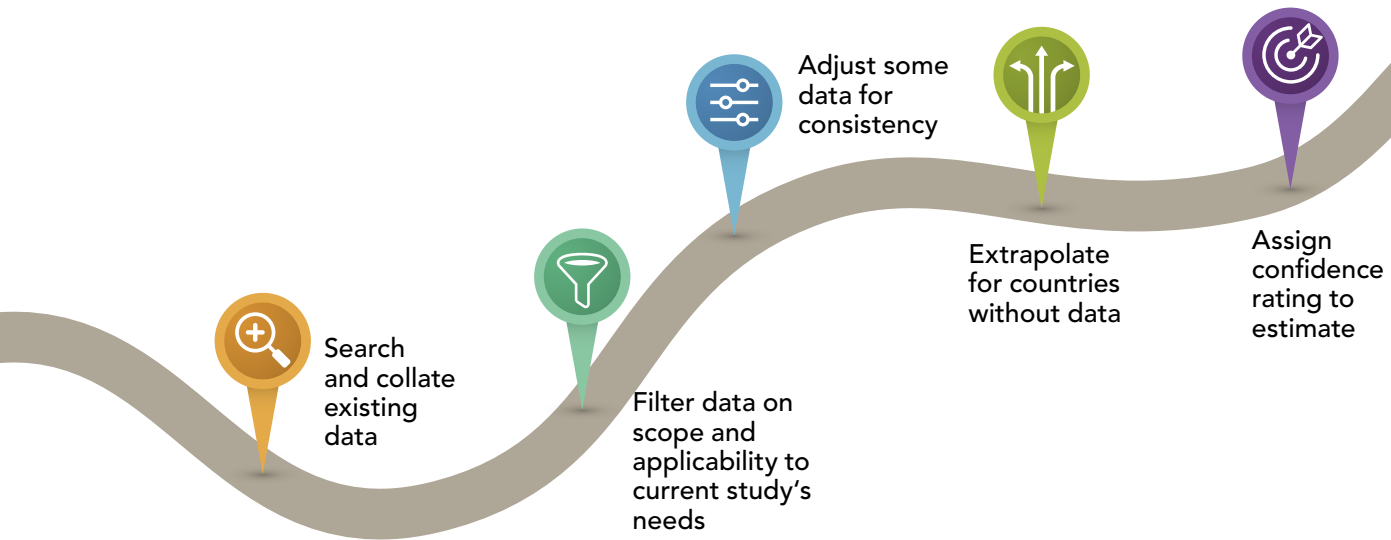 Search
and collate
existing
data
Filter data on
scope and
applicability to
current study's
needs
Adjust some
data for
consistency
Extrapolate
for countries
without data
Assign
confidence
rating to
estimate